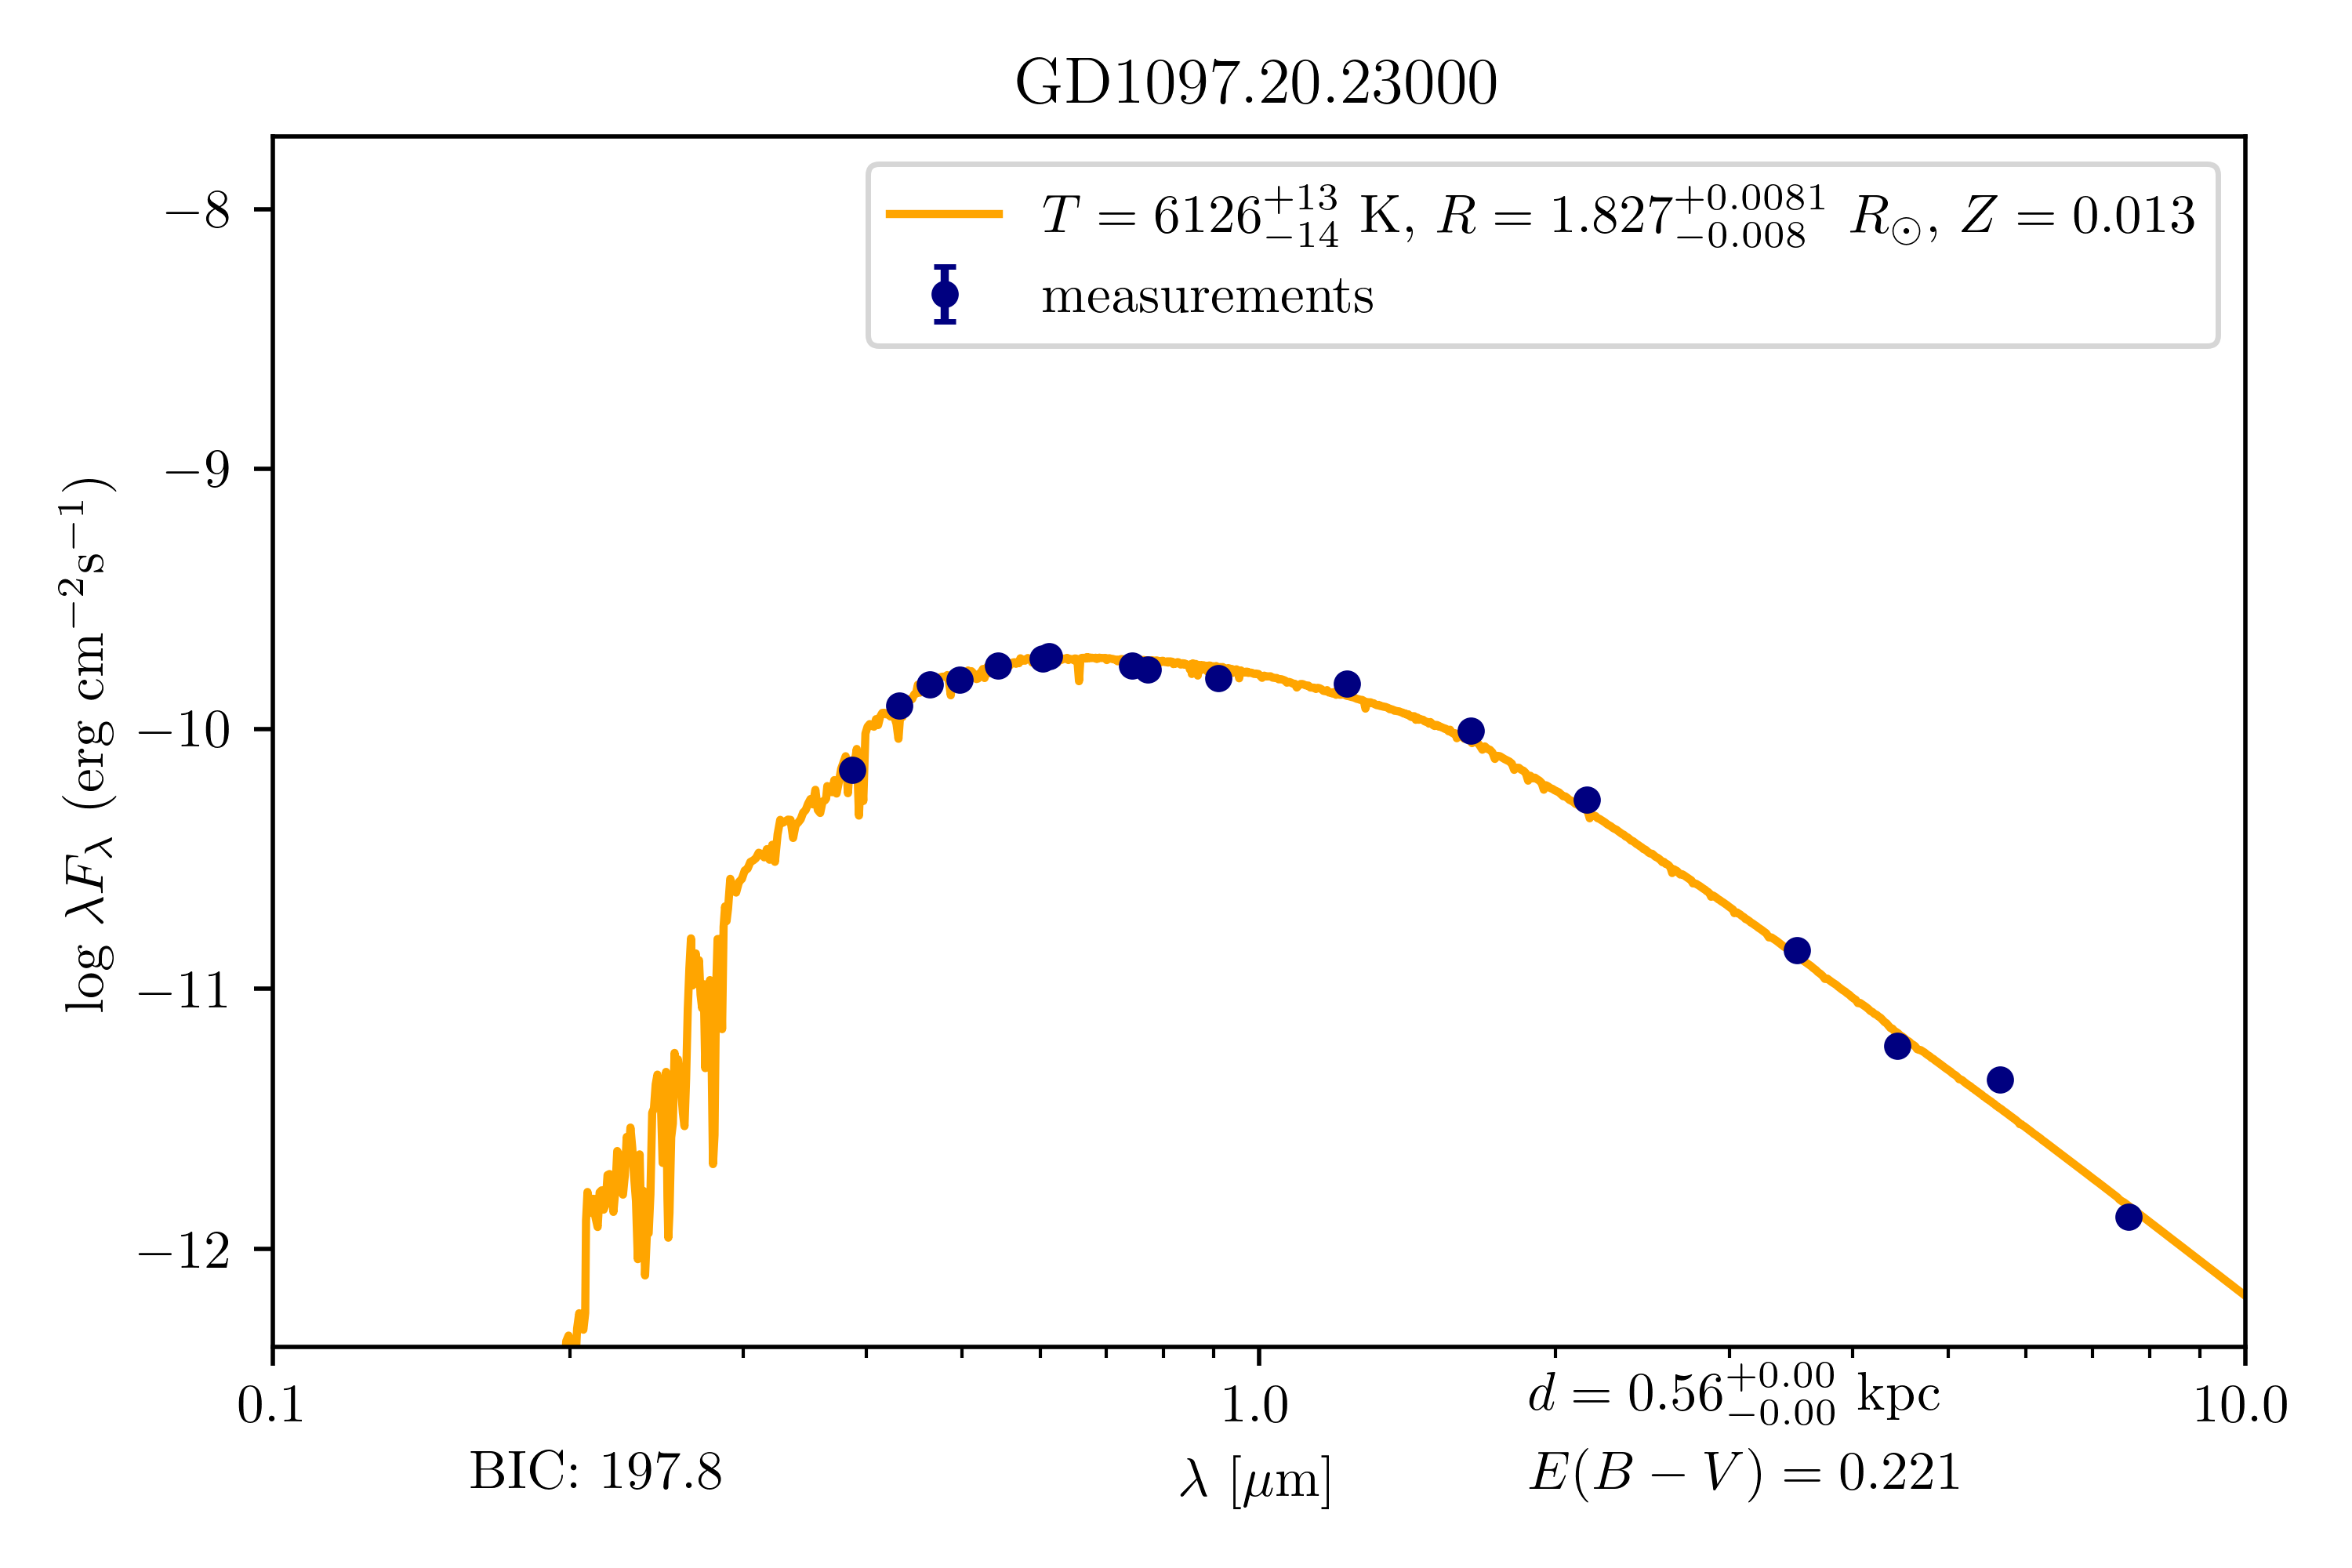 GD1097.20.23000
T = 6126^{+13}_{-14} K, R = 1.827^{+0.0081}_{-0.008} R_⊙, Z = 0.013
measurements
log λF_λ (erg cm^{−2}s^{−1})
−8
−9
−10
−11
−12
0.1
1.0
10.0
d = 0.56^{+0.00}_{−0.00} kpc
BIC: 197.8
λ [μm]
E(B − V) = 0.221